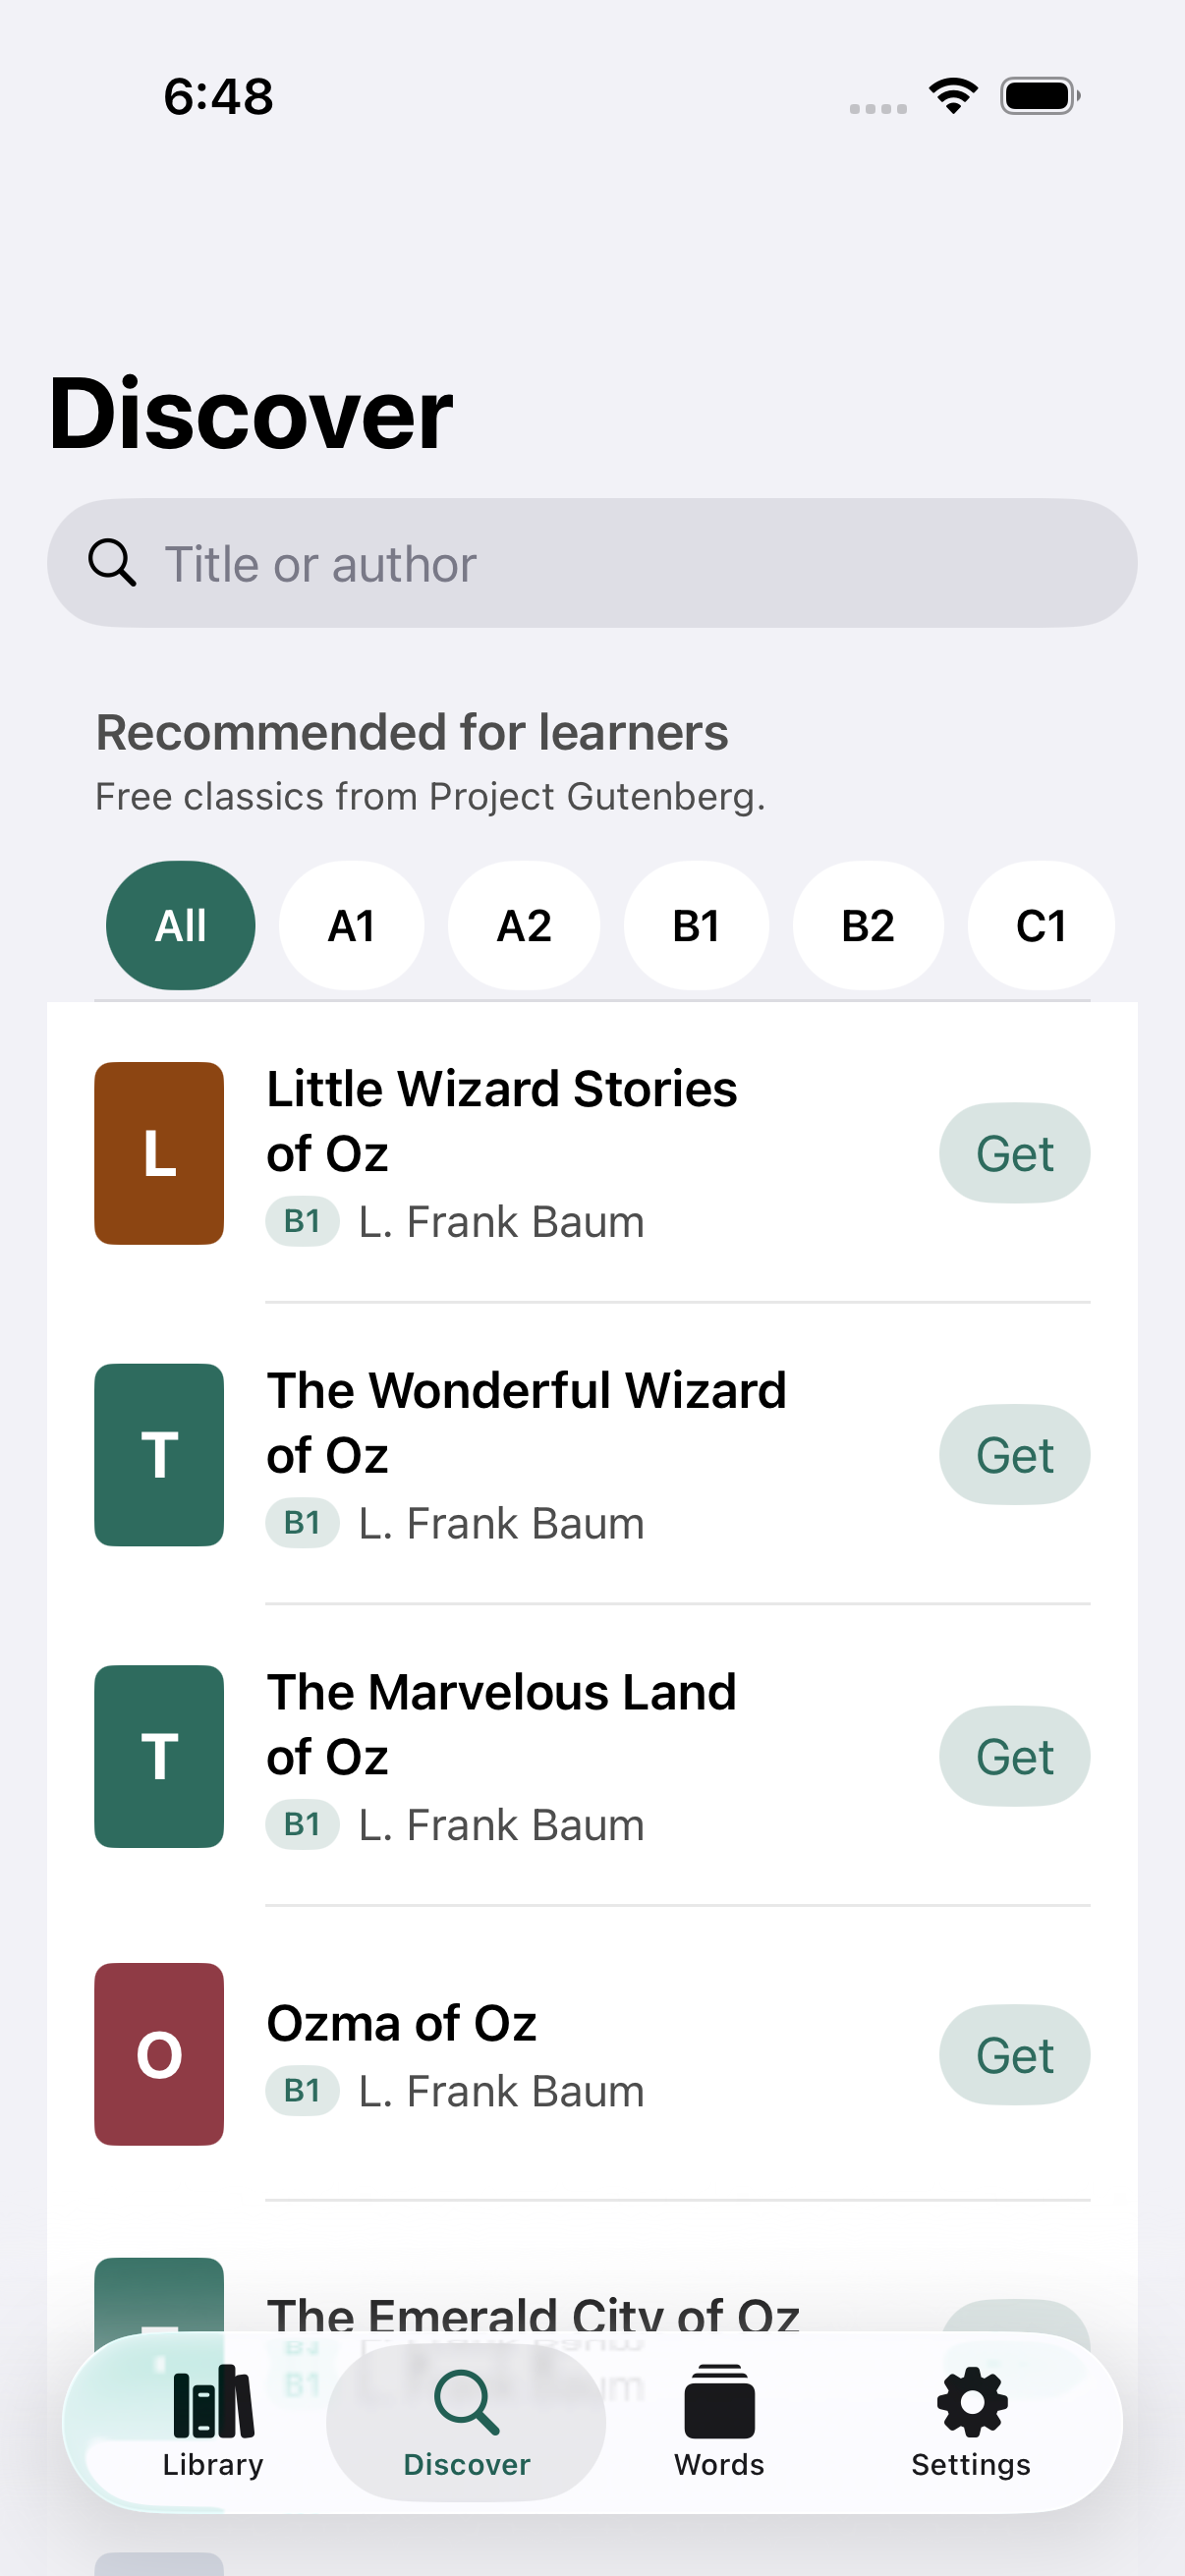 6:48
Discover
Title or author
Recommended for learners
Free classics from Project Gutenberg.
All A1 A2 B1 B2 C1
L
Little Wizard Stories
of Oz
B1 L. Frank Baum
Get
T
The Wonderful Wizard
of Oz
B1 L. Frank Baum
Get
T
The Marvelous Land
of Oz
B1 L. Frank Baum
Get
O
Ozma of Oz
B1 L. Frank Baum
Get
The Emerald City of Oz
B1 L. Frank Baum
Library Discover Words Settings